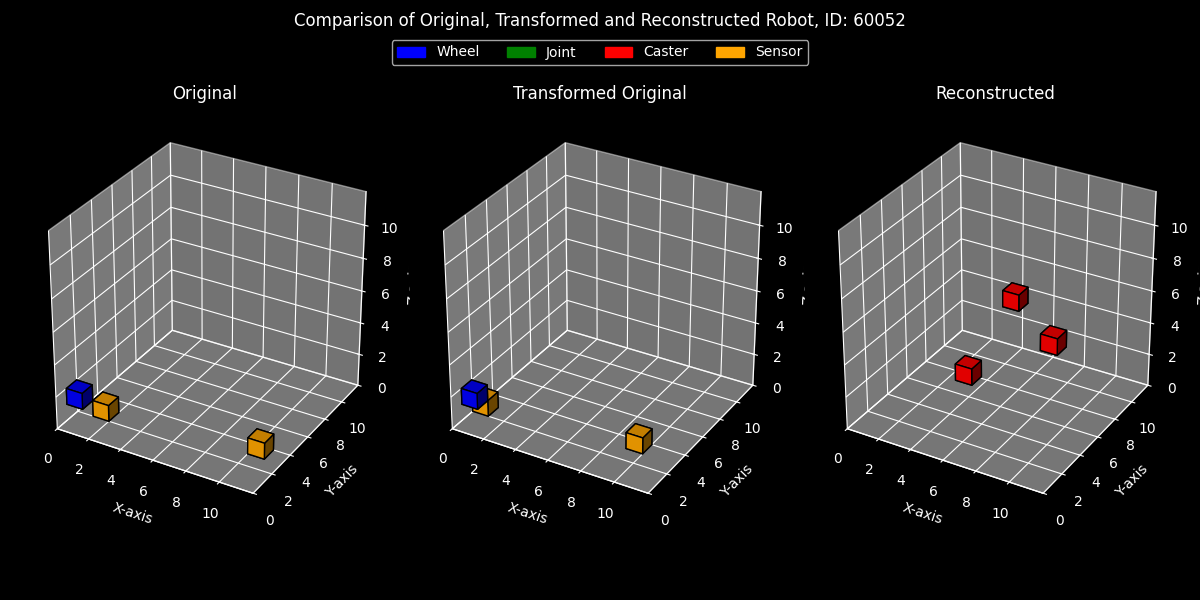 Comparison of Original, Transformed and Reconstructed Robot, ID: 60052
Wheel Joint Caster Sensor
Original
Transformed Original
Reconstructed
10
8
6
4
2
0
0 2 4 6 8 10
X-axis
0 2 4 6 8 10
Y-axis
10
8
6
4
2
0
0 2 4 6 8 10
X-axis
0 2 4 6 8 10
Y-axis
10
8
6
4
2
0
0 2 4 6 8 10
X-axis
0 2 4 6 8 10
Y-axis